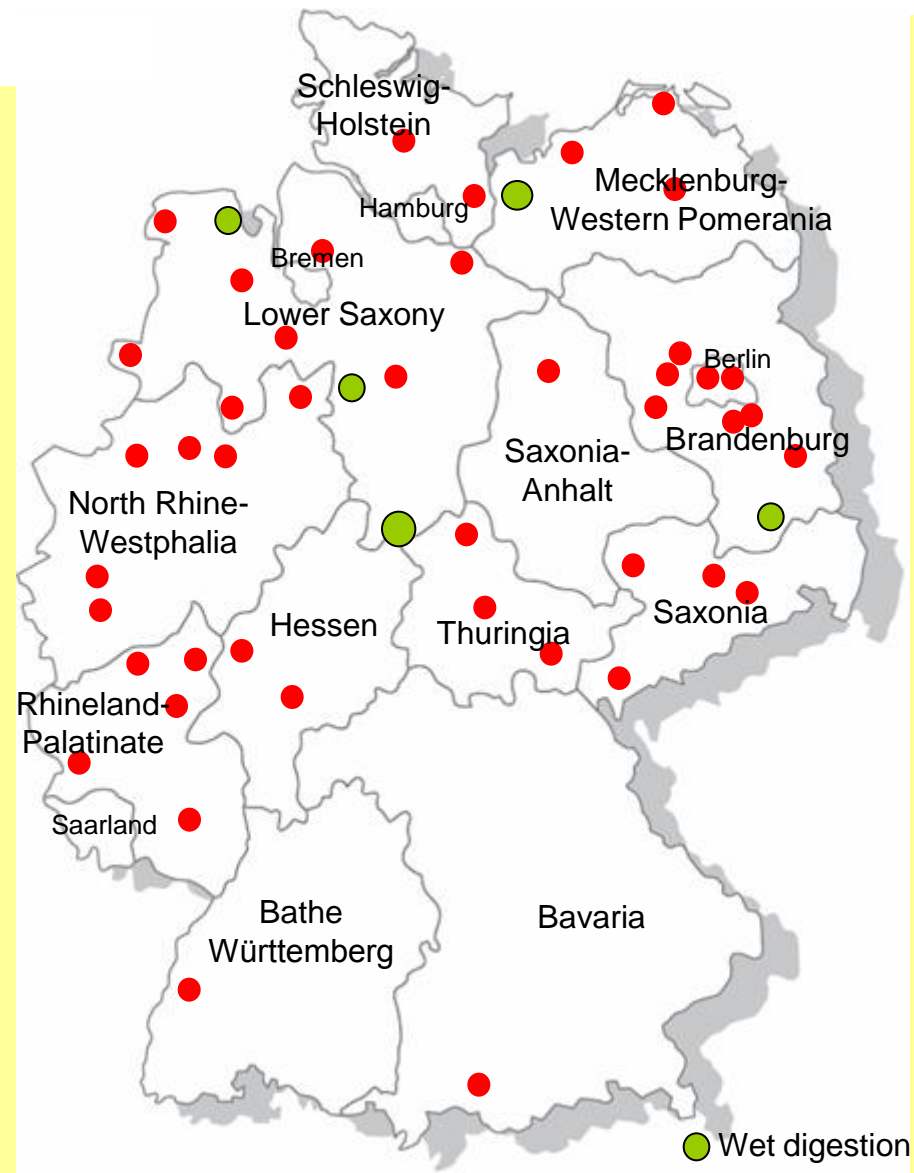 Schleswig-
Holstein
Mecklenburg-
Western Pomerania
Hamburg
Bremen
Lower Saxony
Berlin
Brandenburg
Saxonia-
Anhalt
North Rhine-
Westphalia
Hessen
Thuringia
Saxonia
Rhineland-
Palatinate
Saarland
Bathe
Württemberg
Bavaria
Wet digestion